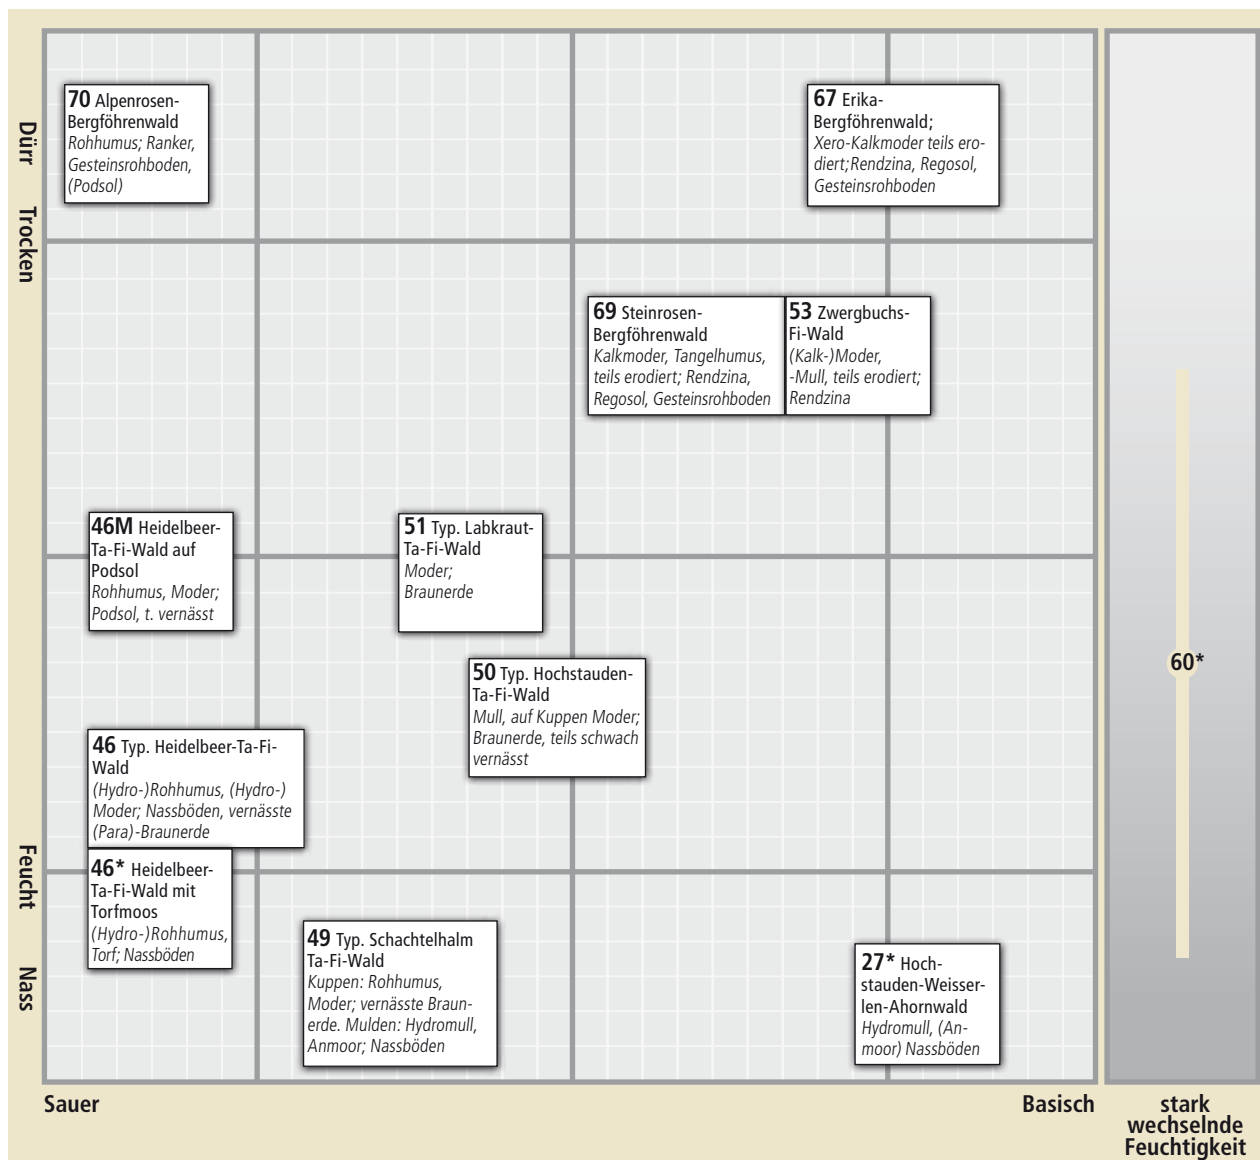 Dürr
Trocken
Feucht
Nass
70 Alpenrosen-
Bergföhrenwald
Rohhumus; Ranker,
Gesteinsrohboden,
(Podsol)
67 Erika-
Bergföhrenwald;
Xero-Kalkmoder teils ero-
diert;Rendzina, Regosol,
Gesteinsrohboden
69 Steinrosen-
Bergföhrenwald
Kalkmoder, Tangelhumus,
teils erodiert; Rendzina,
Regosol, Gesteinsrohboden
53 Zwergbuchs-
Fi-Wald
(Kalk-)Moder,
-Mull, teils erodiert;
Rendzina
46M Heidelbeer-
Ta-Fi-Wald auf
Podsol
Rohhumus, Moder;
Podsol, t. vernässt
51 Typ. Labkraut-
Ta-Fi-Wald
Moder;
Braunerde
50 Typ. Hochstauden-
Ta-Fi-Wald
Mull, auf Kuppen Moder;
Braunerde, teils schwach
vernässt
60*
46 Typ. Heidelbeer-Ta-Fi-
Wald
(Hydro-)Rohhumus, (Hydro-)
Moder; Nassböden, vernässte
(Para)-Braunerde
46* Heidelbeer-
Ta-Fi-Wald mit
Torfmoos
(Hydro-)Rohhumus,
Torf; Nassböden
49 Typ. Schachtelhalm
Ta-Fi-Wald
Kuppen: Rohhumus,
Moder; vernässte Braun-
erde. Mulden: Hydromull,
Anmoor; Nassböden
27* Hoch-
stauden-Weisser-
len-Ahornwald
Hydromull, (An-
moor) Nassböden
Sauer
Basisch
stark
wechselnde
Feuchtigkeit